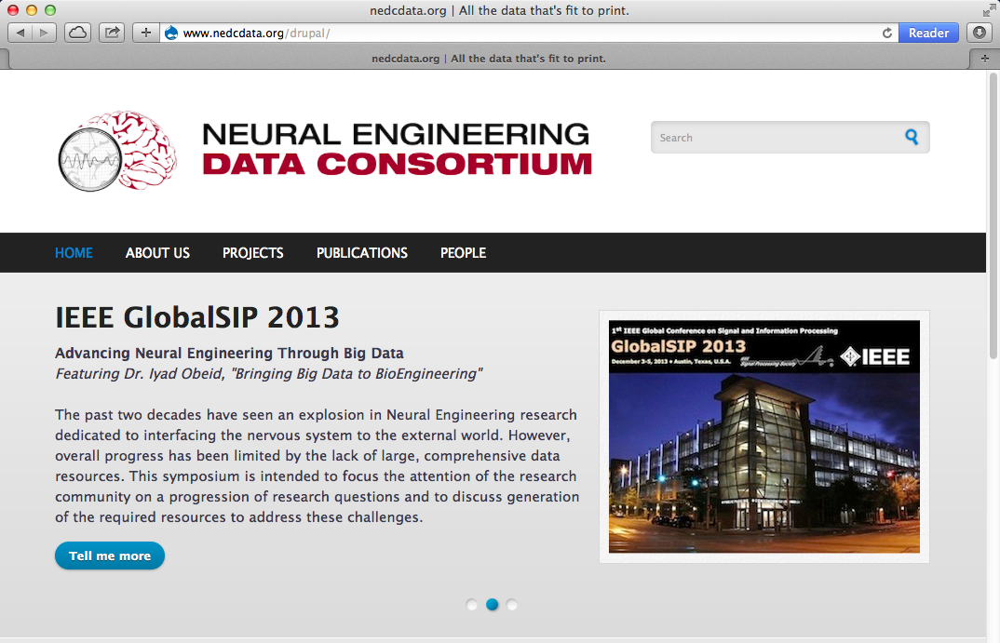 nedcdata.org | All the data that's fit to print.
www.nedcdata.org/drupal/
Reader
nedcdata.org | All the data that's fit to print.
NEURAL ENGINEERING
DATA CONSORTIUM
Search
HOME ABOUT US PROJECTS PUBLICATIONS PEOPLE
IEEE GlobalSIP 2013
Advancing Neural Engineering Through Big Data
Featuring Dr. Iyad Obeid, "Bringing Big Data to BioEngineering"
The past two decades have seen an explosion in Neural Engineering research
dedicated to interfacing the nervous system to the external world. However,
overall progress has been limited by the lack of large, comprehensive data
resources. This symposium is intended to focus the attention of the research
community on a progression of research questions and to discuss generation
of the required resources to address these challenges.
Tell me more
1st IEEE Global Conference on Signal and Information Processing
GlobalSIP 2013
December 3-5, 2013 • Austin, Texas, U.S.A.
Signal Processing Society
IEEE